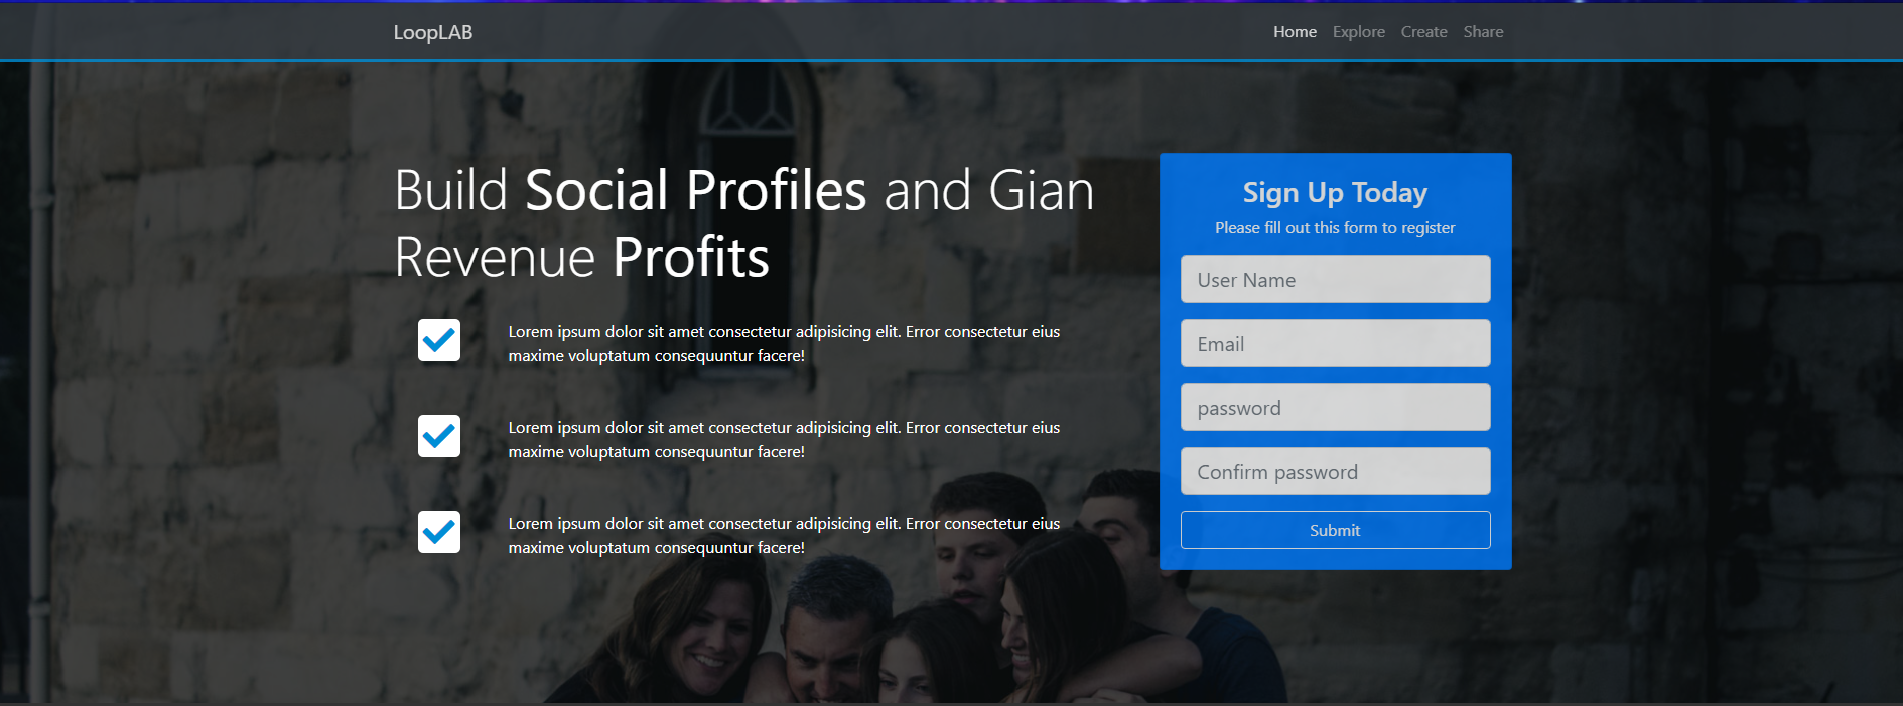 LoopLAB
Home Explore Create Share
Build Social Profiles and Gian
Revenue Profits
Lorem ipsum dolor sit amet consectetur adipisicing elit. Error consectetur eius
maxime voluptatum consequuntur facere!
Lorem ipsum dolor sit amet consectetur adipisicing elit. Error consectetur eius
maxime voluptatum consequuntur facere!
Lorem ipsum dolor sit amet consectetur adipisicing elit. Error consectetur eius
maxime voluptatum consequuntur facere!
Sign Up Today
Please fill out this form to register
User Name
Email
password
Confirm password
Submit